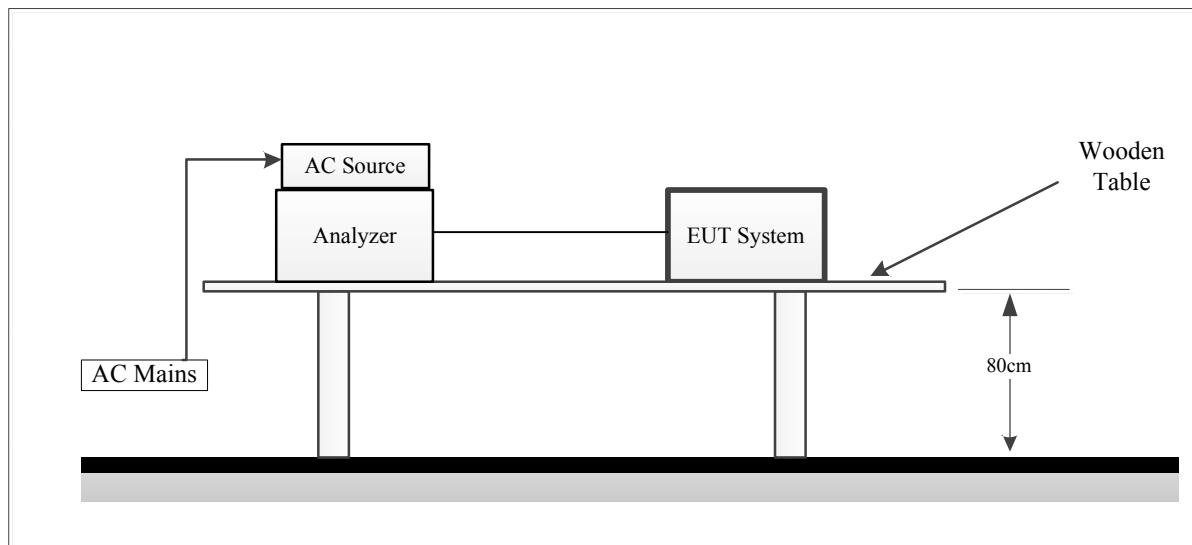 AC Source
Wooden
Table
Analyzer
EUT System
AC Mains
80cm